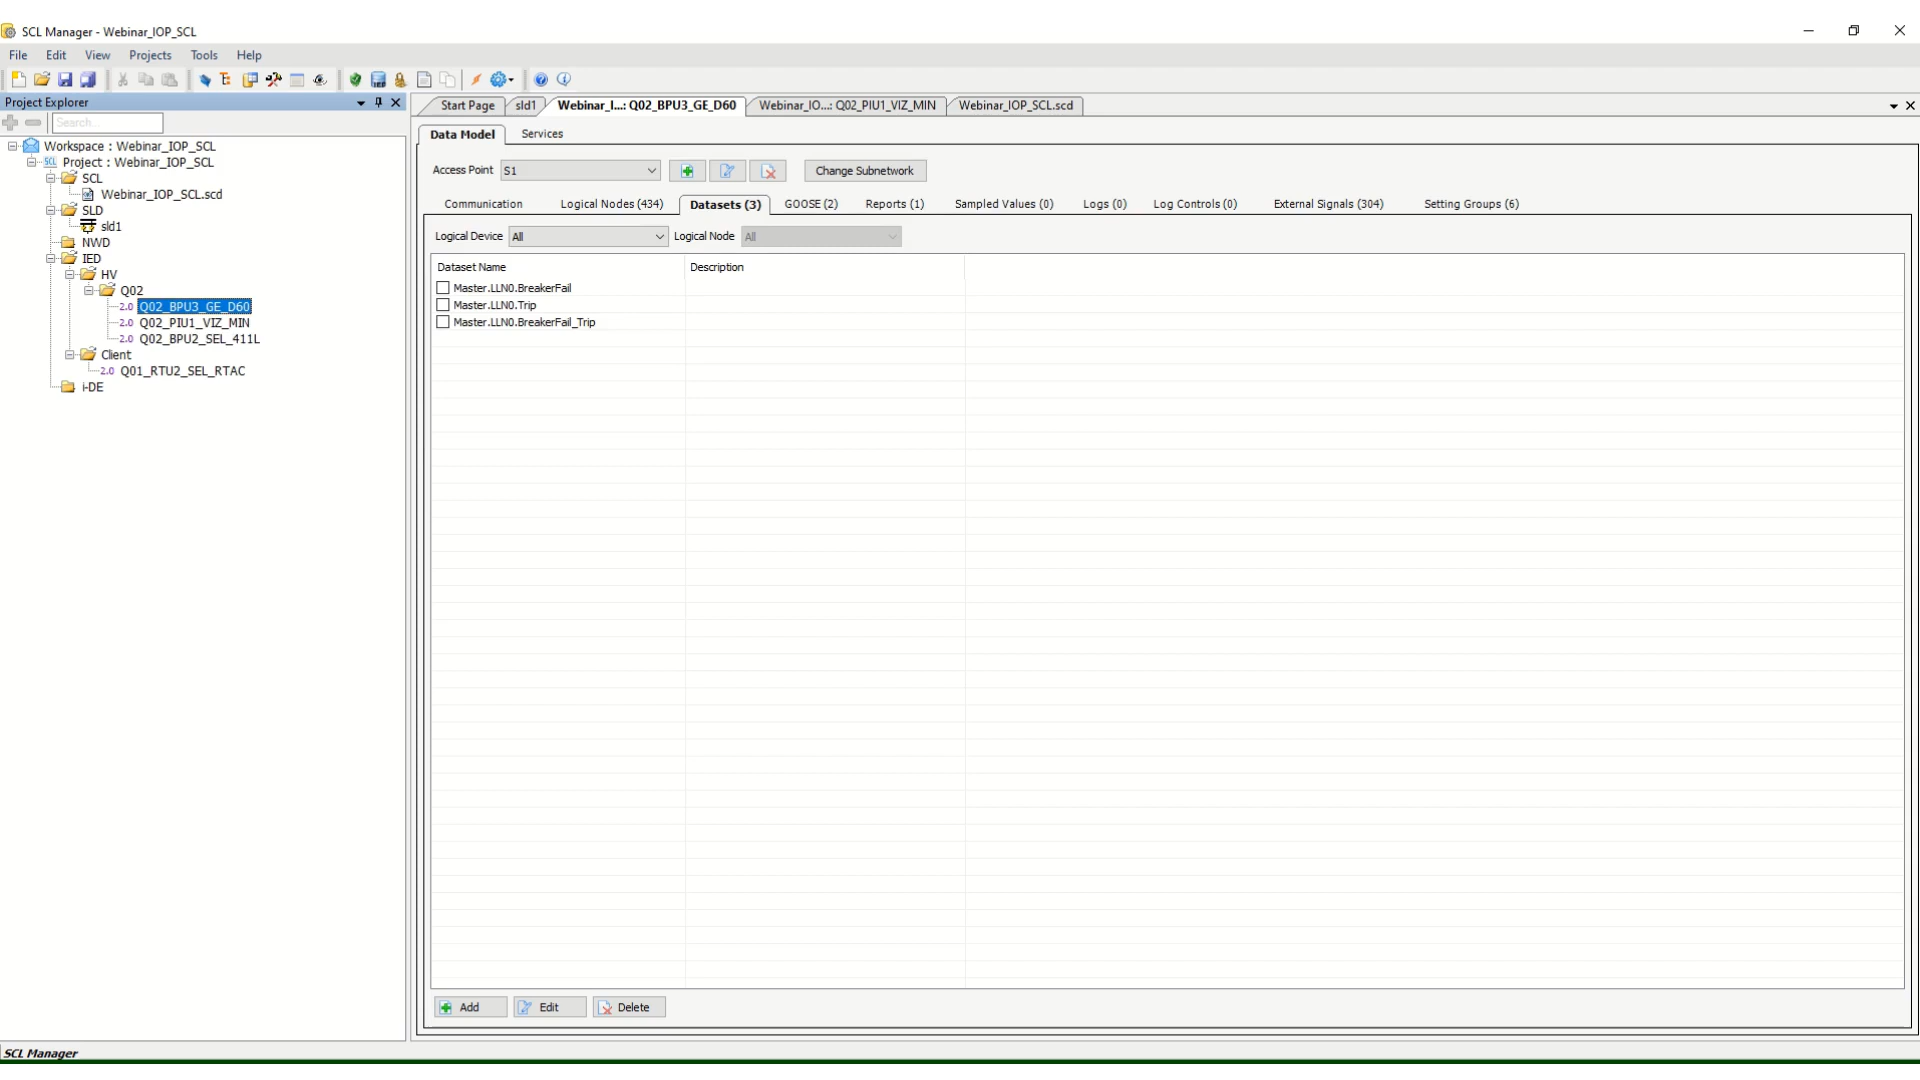 SCL Manager - Webinar_IOP_SCL
File Edit View Projects Tools Help
Project Explorer
Search...
Workspace : Webinar_IOP_SCL
Project : Webinar_IOP_SCL
SCL
Webinar_IOP_SCL.scd
SLD
sld1
NWD
IED
HV
Q02
2.0 Q02_BPU3_GE_D60
2.0 Q02_PIU1_VIZ_MIN
2.0 Q02_BPU2_SEL_411L
Client
2.0 Q01_RTU2_SEL_RTAC
i-DE
Start Page sld1 Webinar_I...: Q02_BPU3_GE_D60 Webinar_IO...: Q02_PIU1_VIZ_MIN Webinar_IOP_SCL.scd
Data Model Services
Access Point S1 Change Subnetwork
Communication Logical Nodes (434) Datasets (3) GOOSE (2) Reports (1) Sampled Values (0) Logs (0) Log Controls (0) External Signals (304) Setting Groups (6)
Logical Device All Logical Node All
Dataset Name Description
Master.LLN0.BreakerFail
Master.LLN0.Trip
Master.LLN0.BreakerFail_Trip
Add Edit Delete
SCL Manager